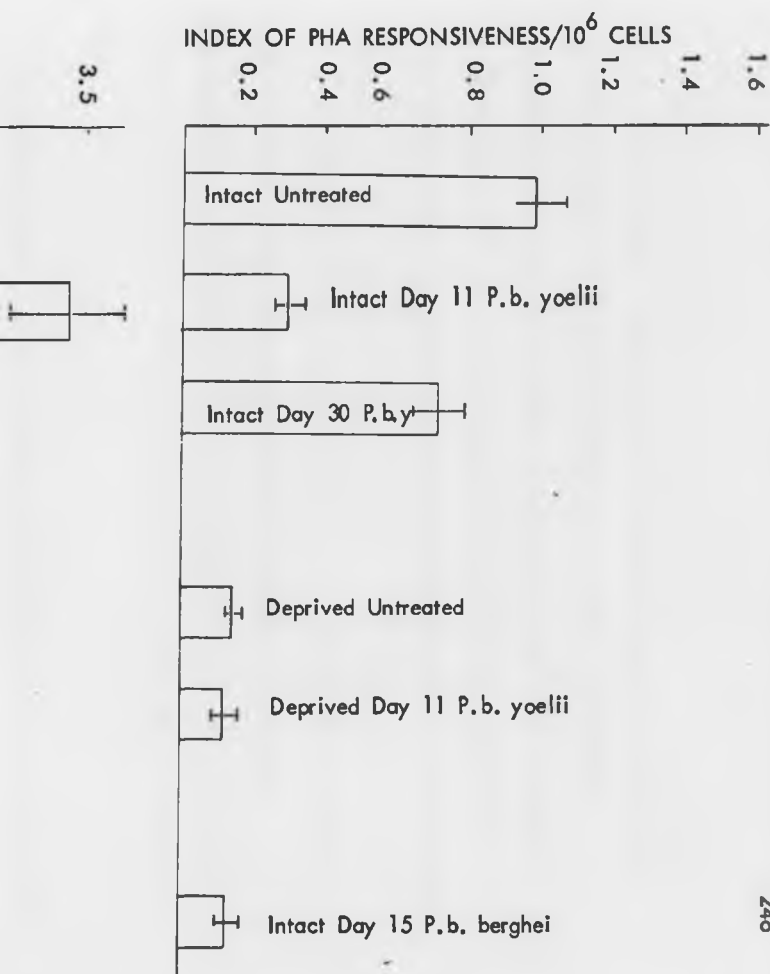 INDEX OF PHA RESPONSIVENESS/10⁶ CELLS
3.5
0
0.2
0.6
0.8
1.0
1.2
1.4
1.6
Intact Untreated
Intact Day 11 P.b. yoelii
Intact Day 30 P.b.y
Deprived Untreated
Deprived Day 11 P.b. yoelii
Intact Day 15 P.b. berghei
246